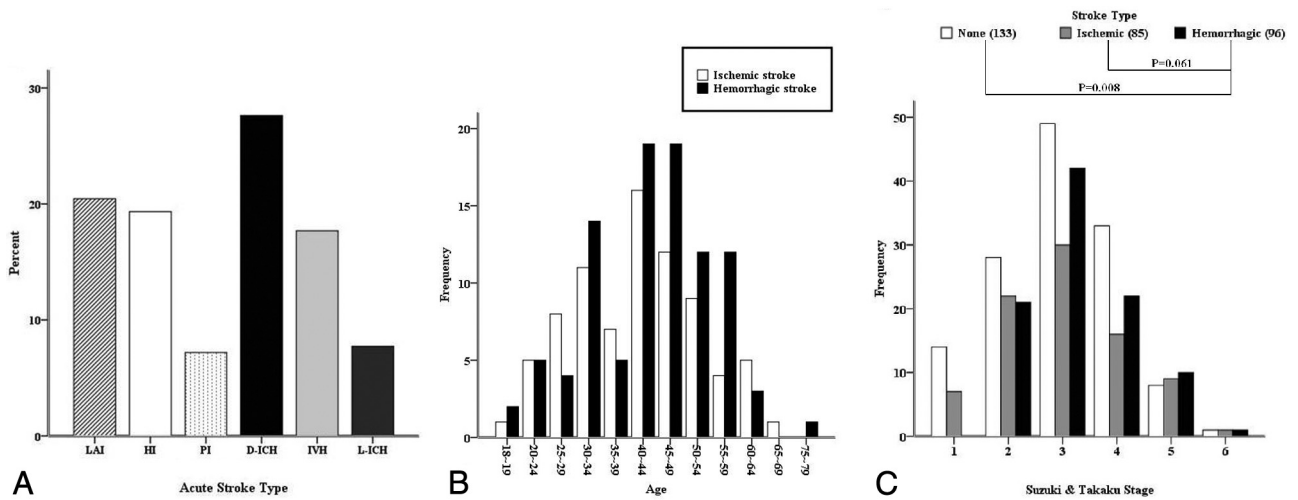 30
20
10
0
Percent
LAI HI PI D-ICH IVH L-ICH
Acute Stroke Type
A
Ischemic stroke
Hemorrhagic stroke
20
15
10
5
0
Frequency
18~19 20~24 25~29 30~34 35~39 40~44 45~49 50~54 55~59 60~64 65~69 75~79
Age
B
Stroke Type
None (133) Ischemic (85) Hemorrhagic (96)
P=0.061
P=0.008
50
40
30
20
10
0
Frequency
1 2 3 4 5 6
Suzuki & Takaku Stage
C